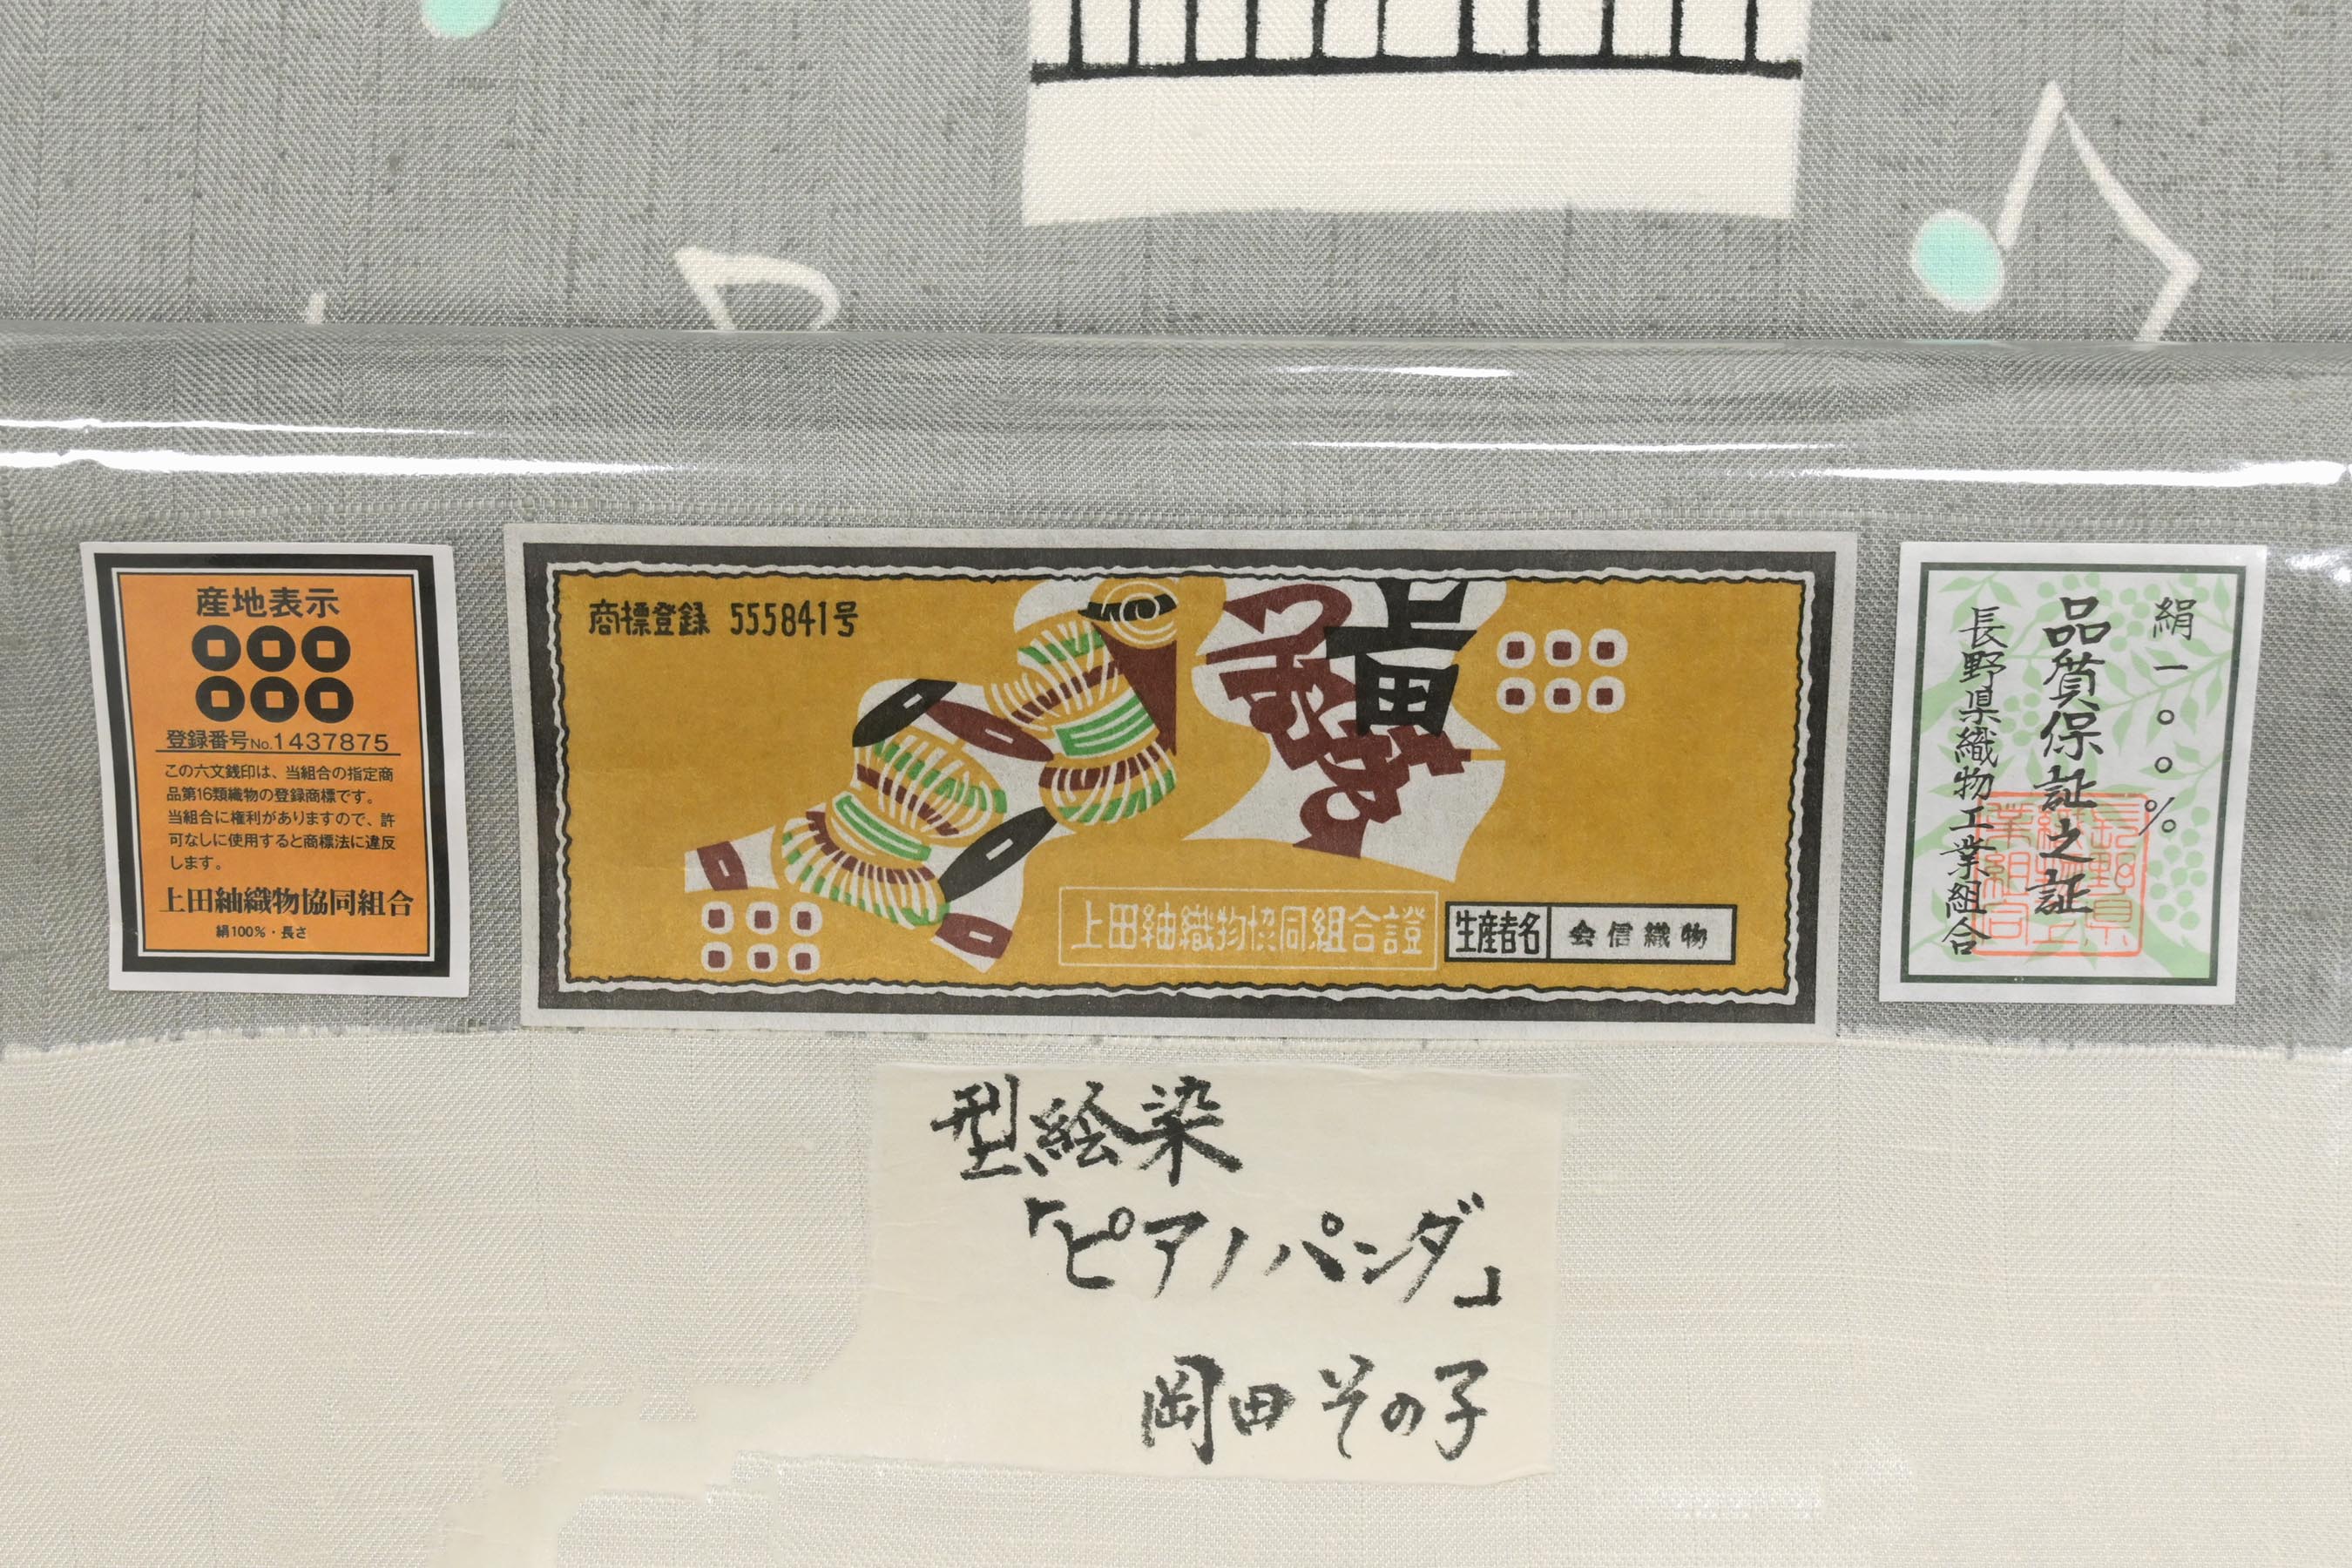 産地表示
登録番号No.1437875
この六文銭印は、当組合の指定商
品第16類織物の登録商標です。
当組合に権利がありますので、許
可なしに使用すると商標法に違反
します。
上田紬織物協同組合
絹100%・長さ
商標登録 555841号
上田
つむぎ
上田紬織物協同組合證
生産者名 会信織物
絹一〇〇%
品質保証之証
長野県織物工業組合
型絵染
「ピアノパンダ」
岡田その子